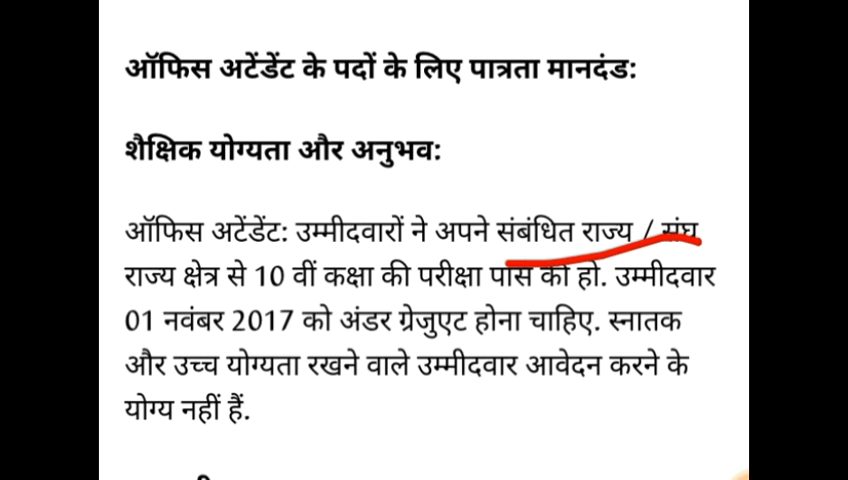 ऑफिस अटेंडेंट के पदों के लिए पात्रता मानदंड:
शैक्षिक योग्यता और अनुभव:
ऑफिस अटेंडेंट: उम्मीदवारों ने अपने संबंधित राज्य / संघ
राज्य क्षेत्र से 10 वीं कक्षा की परीक्षा पास की हो. उम्मीदवार
01 नवंबर 2017 को अंडर ग्रेजुएट होना चाहिए. स्नातक
और उच्च योग्यता रखने वाले उम्मीदवार आवेदन करने के
योग्य नहीं हैं.